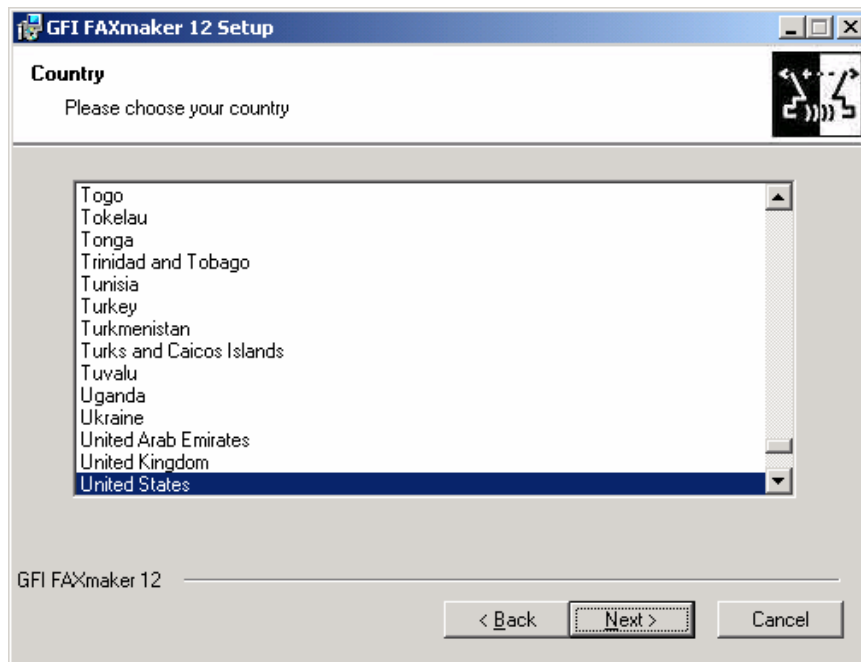 GFI FAXmaker 12 Setup
Country
Please choose your country
Togo
Tokelau
Tonga
Trinidad and Tobago
Tunisia
Turkey
Turkmenistan
Turks and Caicos Islands
Tuvalu
Uganda
Ukraine
United Arab Emirates
United Kingdom
United States
GFI FAXmaker 12
< Back Next > Cancel